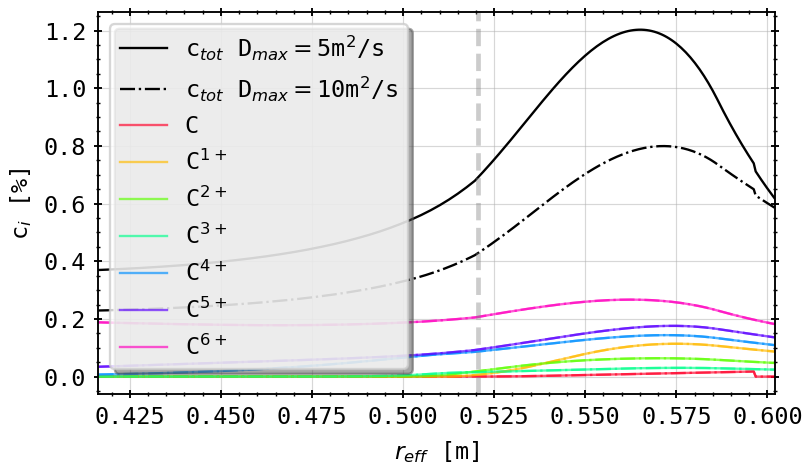 c_tot D_max = 5m²/s
c_tot D_max = 10m²/s
C
C¹⁺
C²⁺
C³⁺
C⁴⁺
C⁵⁺
C⁶⁺
c_i [%]
1.2
1.0
0.8
0.6
0.4
0.2
0.0
0.425 0.450 0.475 0.500 0.525 0.550 0.575 0.600
r_eff [m]